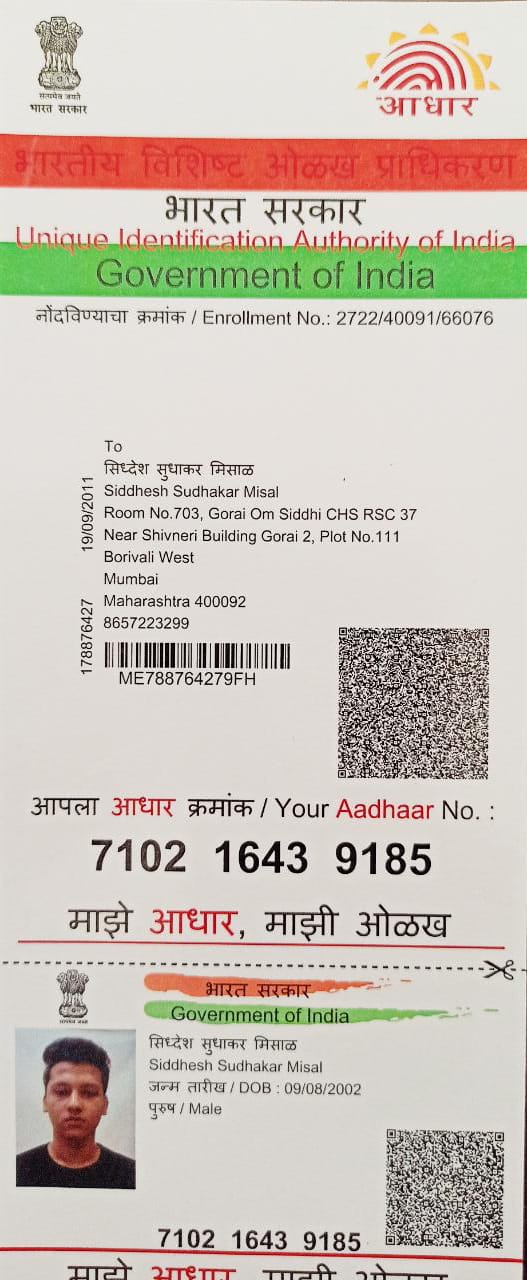 सत्यमेव जयते
भारत सरकार
आधार
भारतीय विशिष्ट ओळख प्राधिकरण
भारत सरकार
Unique Identification Authority of India
Government of India
नोंदविण्याचा क्रमांक / Enrollment No.: 2722/40091/66076
To
सिध्देश सुधाकर मिसाळ
Siddhesh Sudhakar Misal
Room No.703, Gorai Om Siddhi CHS RSC 37
Near Shivneri Building Gorai 2, Plot No.111
Borivali West
Mumbai
Maharashtra 400092
8657223299
19/09/2011
178876427
ME788764279FH
आपला आधार क्रमांक / Your Aadhaar No. :
7102 1643 9185
माझे आधार, माझी ओळख
भारत सरकार
Government of India
सत्यमेव जयते
सिध्देश सुधाकर मिसाळ
Siddhesh Sudhakar Misal
जन्म तारीख / DOB : 09/08/2002
पुरुष / Male
7102 1643 9185
माझे आधार, माझी ओळख